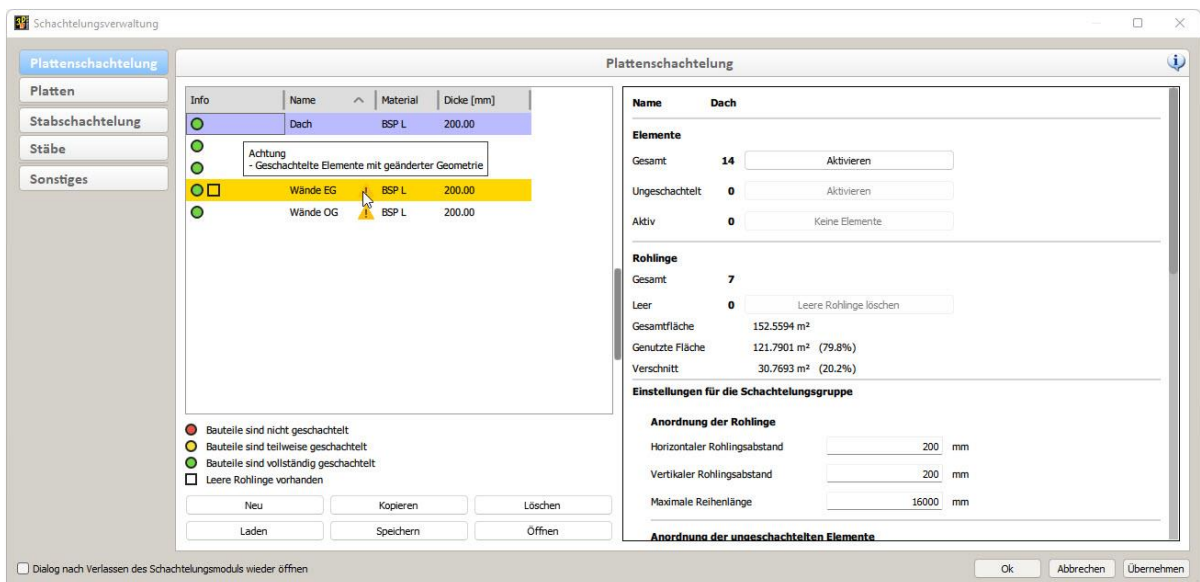 Schachtelungsverwaltung
Plattenschachtelung
Platten
Stabschachtelung
Stäbe
Sonstiges
Plattenschachtelung
Info Name Material Dicke [mm]
Dach BSP L 200.00
Achtung
- Geschachtelte Elemente mit geänderter Geometrie
Wände EG BSP L 200.00
Wände OG BSP L 200.00
Bauteile sind nicht geschachtelt
Bauteile sind teilweise geschachtelt
Bauteile sind vollständig geschachtelt
Leere Rohlinge vorhanden
Neu Kopieren Löschen
Laden Speichern Öffnen
Name Dach
Elemente
Gesamt 14 Aktivieren
Ungeschachtelt 0 Aktivieren
Aktiv 0 Keine Elemente
Rohlinge
Gesamt 7
Leer 0 Leere Rohlinge löschen
Gesamtfläche 152.5594 m²
Genutzte Fläche 121.7901 m² (79.8%)
Verschnitt 30.7693 m² (20.2%)
Einstellungen für die Schachtelungsgruppe
Anordnung der Rohlinge
Horizontaler Rohlingsabstand 200 mm
Vertikaler Rohlingsabstand 200 mm
Maximale Reihenlänge 16000 mm
Anordnung der ungeschachtelten Elemente
Dialog nach Verlassen des Schachtelungsmoduls wieder öffnen
Ok Abbrechen Übernehmen